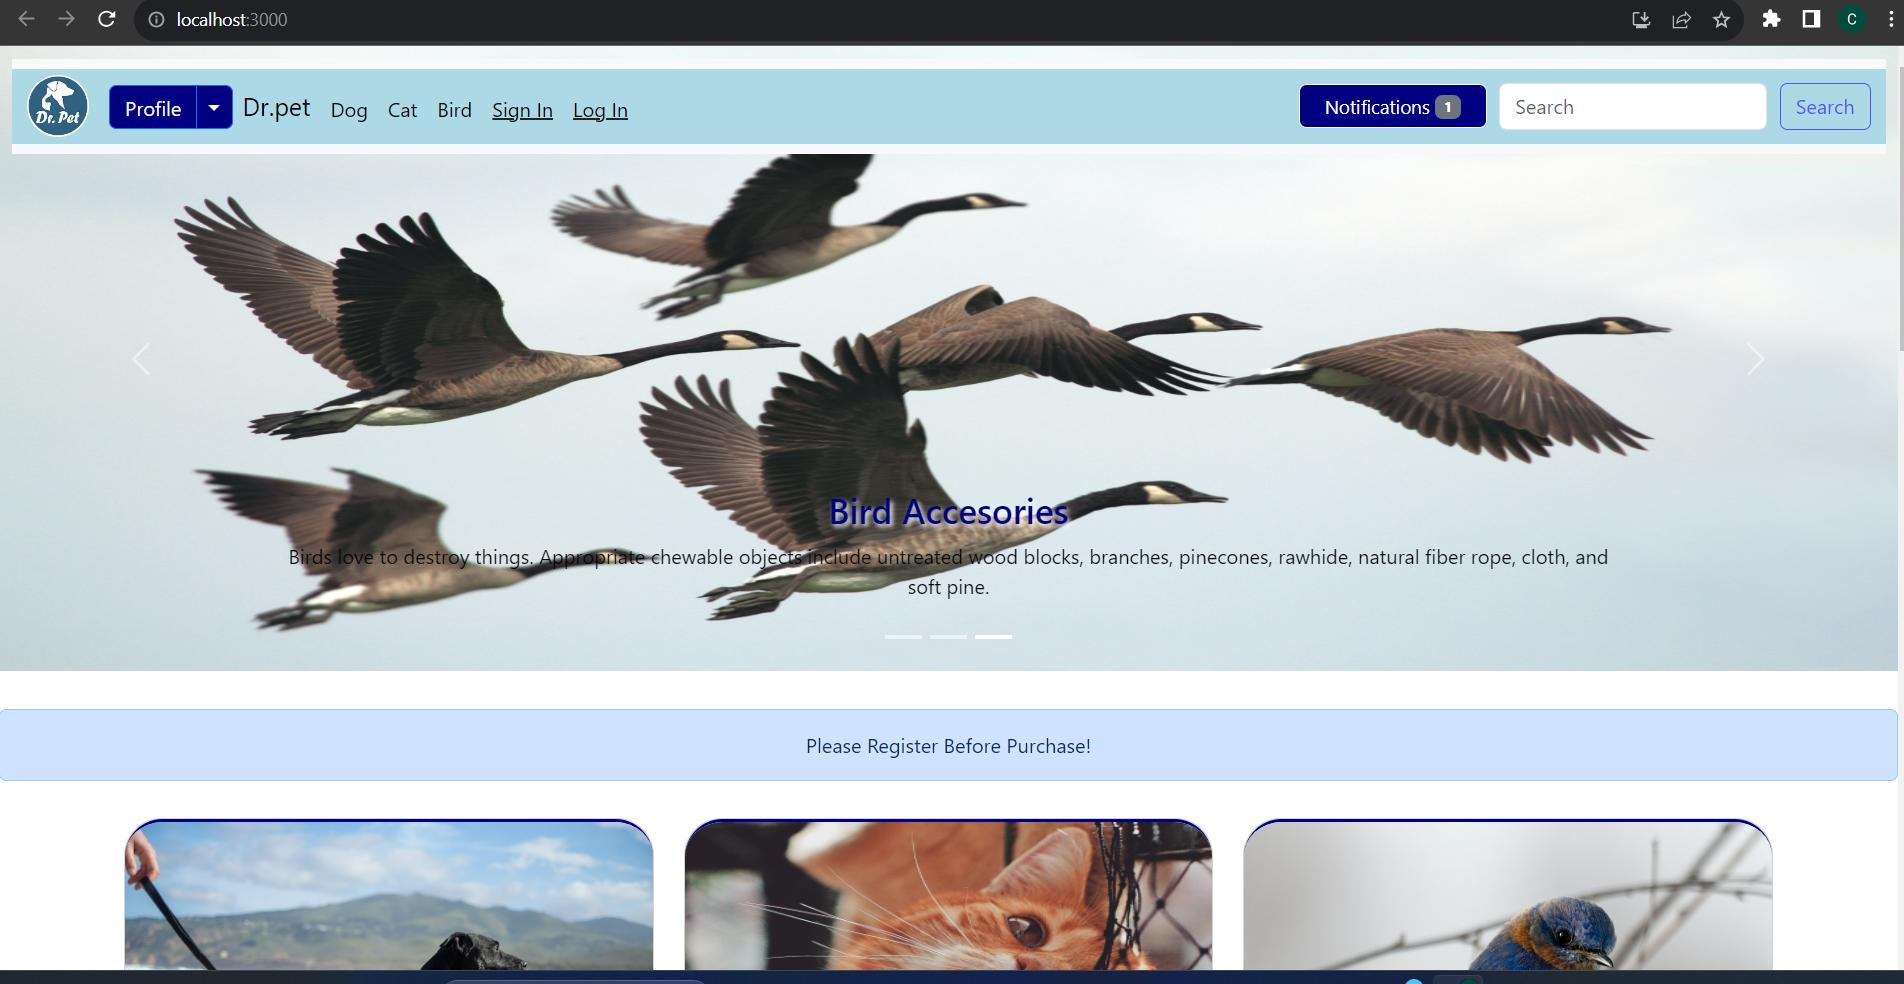 localhost:3000
C
Dr. Pet
Profile
Dr.pet
Dog
Cat
Bird
Sign In
Log In
Notifications 1
Search
Search
Bird Accesories
Birds love to destroy things. Appropriate chewable objects include untreated wood blocks, branches, pinecones, rawhide, natural fiber rope, cloth, and
soft pine.
Please Register Before Purchase!